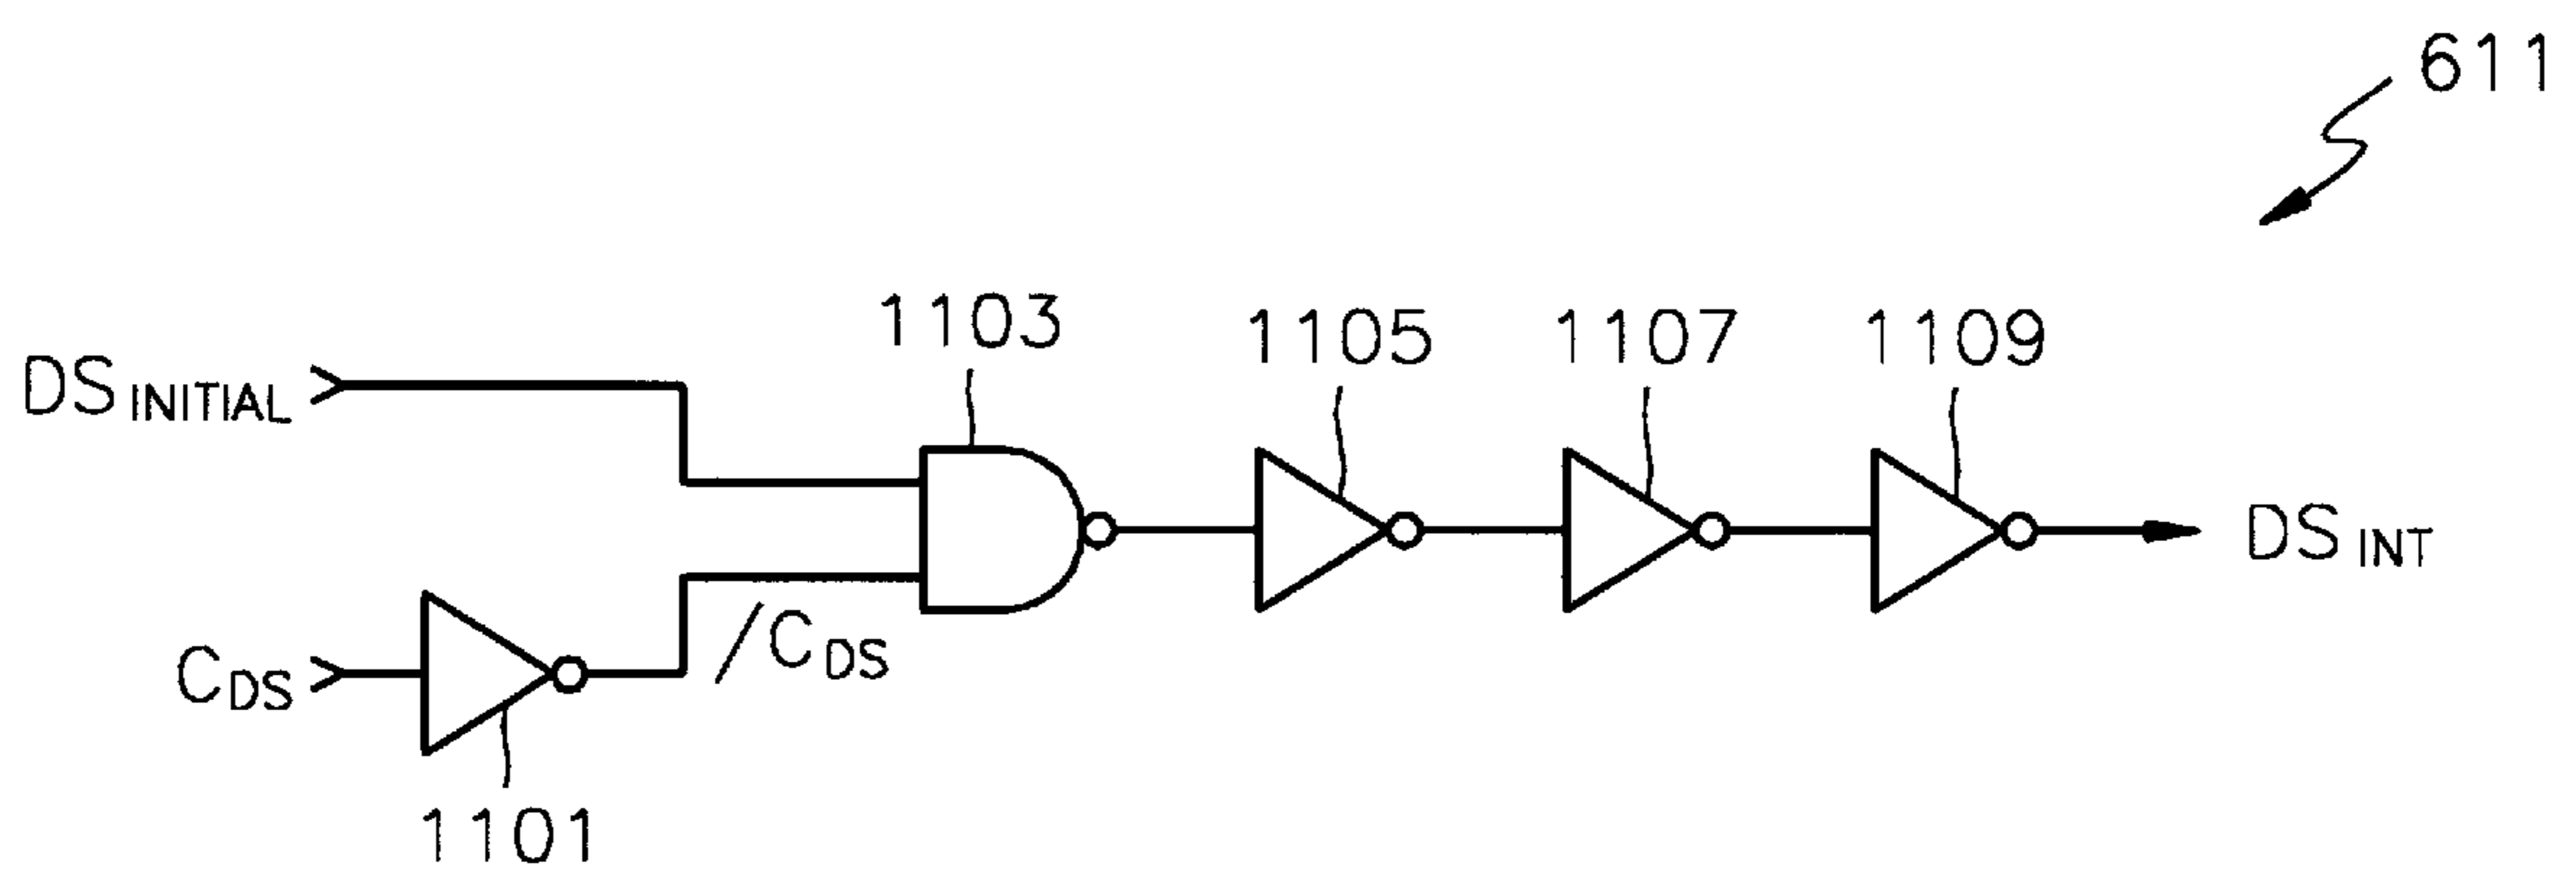 611
1103
1105
1107
1109
DS INITIAL
DS INT
/C DS
C DS
1101